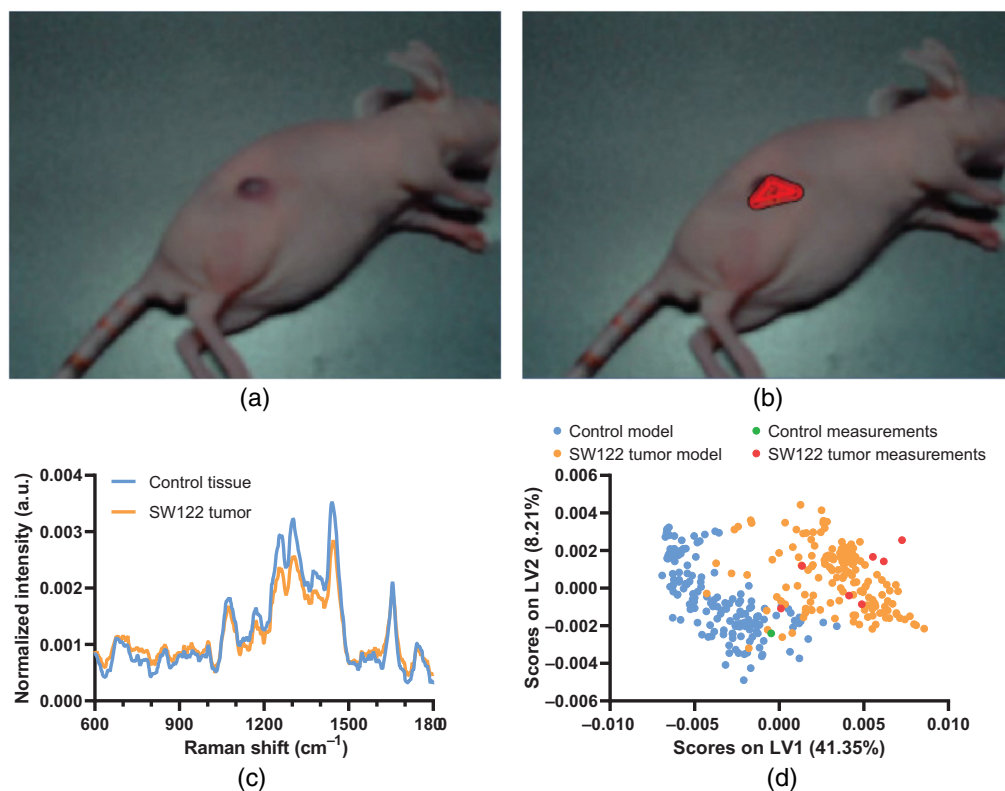 (a)
(b)
Control tissue
SW122 tumor
Normalized intensity (a.u.)
0.004
0.003
0.002
0.001
0.000
600
900
1200
1500
1800
Raman shift (cm⁻¹)
(c)
Control model
Control measurements
SW122 tumor model
SW122 tumor measurements
Scores on LV2 (8.21%)
0.006
0.004
0.002
0.000
–0.002
–0.004
–0.006
–0.010
–0.005
0.000
0.005
0.010
Scores on LV1 (41.35%)
(d)